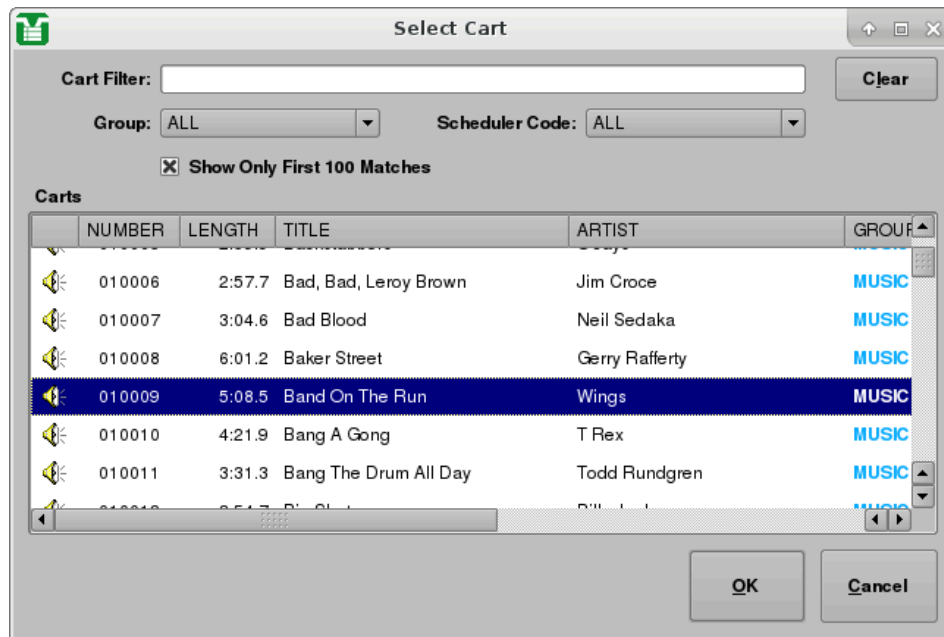 Select Cart
Cart Filter: Clear
Group: ALL Scheduler Code: ALL
Show Only First 100 Matches
Carts
NUMBER LENGTH TITLE ARTIST GROUP
010006 2:57.7 Bad, Bad, Leroy Brown Jim Croce MUSIC
010007 3:04.6 Bad Blood Neil Sedaka MUSIC
010008 6:01.2 Baker Street Gerry Rafferty MUSIC
010009 5:08.5 Band On The Run Wings MUSIC
010010 4:21.9 Bang A Gong T Rex MUSIC
010011 3:31.3 Bang The Drum All Day Todd Rundgren MUSIC
OK Cancel